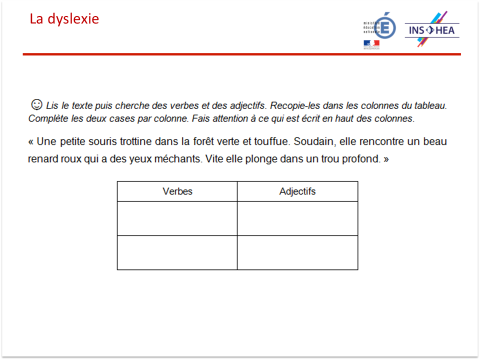 La dyslexie
INS HEA
Lis le texte puis cherche des verbes et des adjectifs. Recopie-les dans les colonnes du tableau.
Complète les deux cases par colonne. Fais attention à ce qui est écrit en haut des colonnes.
« Une petite souris trottine dans la forêt verte et touffue. Soudain, elle rencontre un beau
renard roux qui a des yeux méchants. Vite elle plonge dans un trou profond. »
Verbes Adjectifs